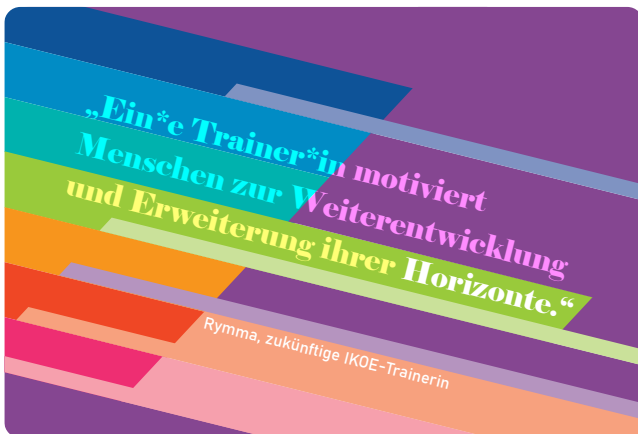 „Ein*e Trainer*in motiviert
Menschen zur Weiterentwicklung
und Erweiterung ihrer Horizonte.“
Rymma, zukünftige IKOE-Trainerin